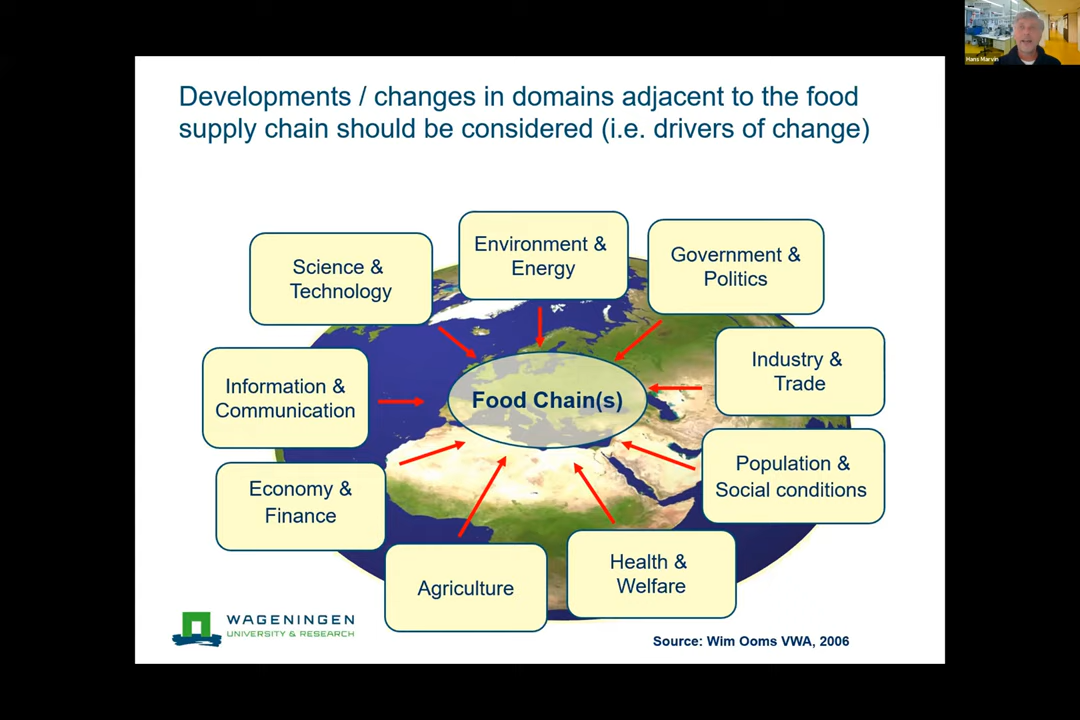 Hans Marvin
Developments / changes in domains adjacent to the food
supply chain should be considered (i.e. drivers of change)
Environment &
Energy
Government &
Politics
Science &
Technology
Industry &
Trade
Information &
Communication
Food Chain(s)
Population &
Social conditions
Economy &
Finance
Health &
Welfare
Agriculture
WAGENINGEN
UNIVERSITY & RESEARCH
Source: Wim Ooms VWA, 2006